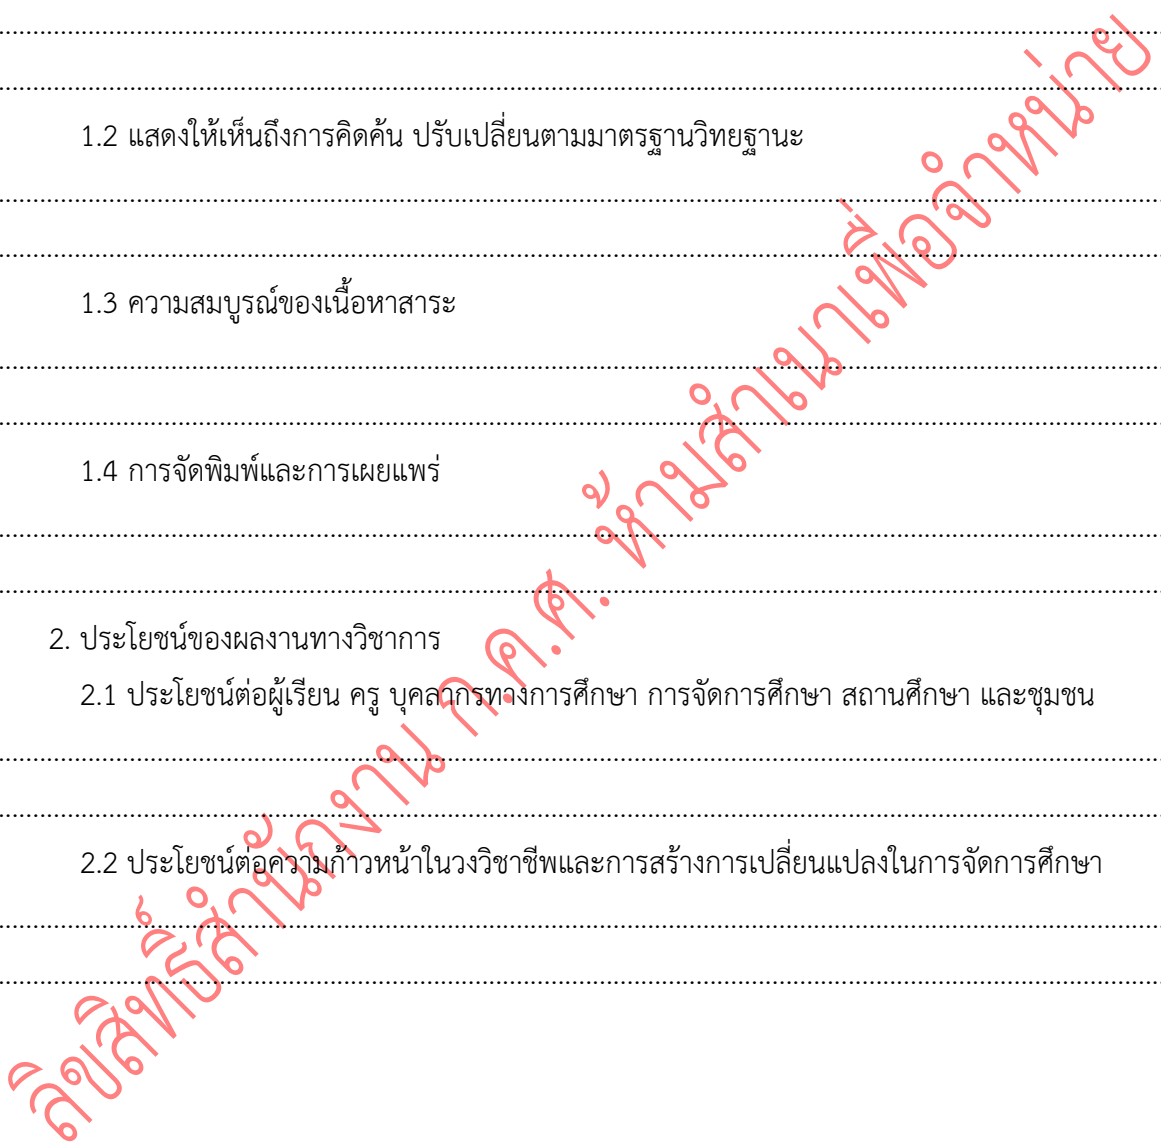 1.2 แสดงให้เห็นถึงการคิดค้น ปรับเปลี่ยนตามมาตรฐานวิทยฐานะ
1.3 ความสมบูรณ์ของเนื้อหาสาระ
1.4 การจัดพิมพ์และการเผยแพร่
2. ประโยชน์ของผลงานทางวิชาการ
2.1 ประโยชน์ต่อผู้เรียน ครู บุคลากรทางการศึกษา การจัดการศึกษา สถานศึกษา และชุมชน
2.2 ประโยชน์ต่อความก้าวหน้าในวงวิชาชีพและการสร้างการเปลี่ยนแปลงในการจัดการศึกษา
ลิขสิทธิ์สำนักงาน ก.ค.ศ. ห้ามสำเนาเพื่อจำหน่าย